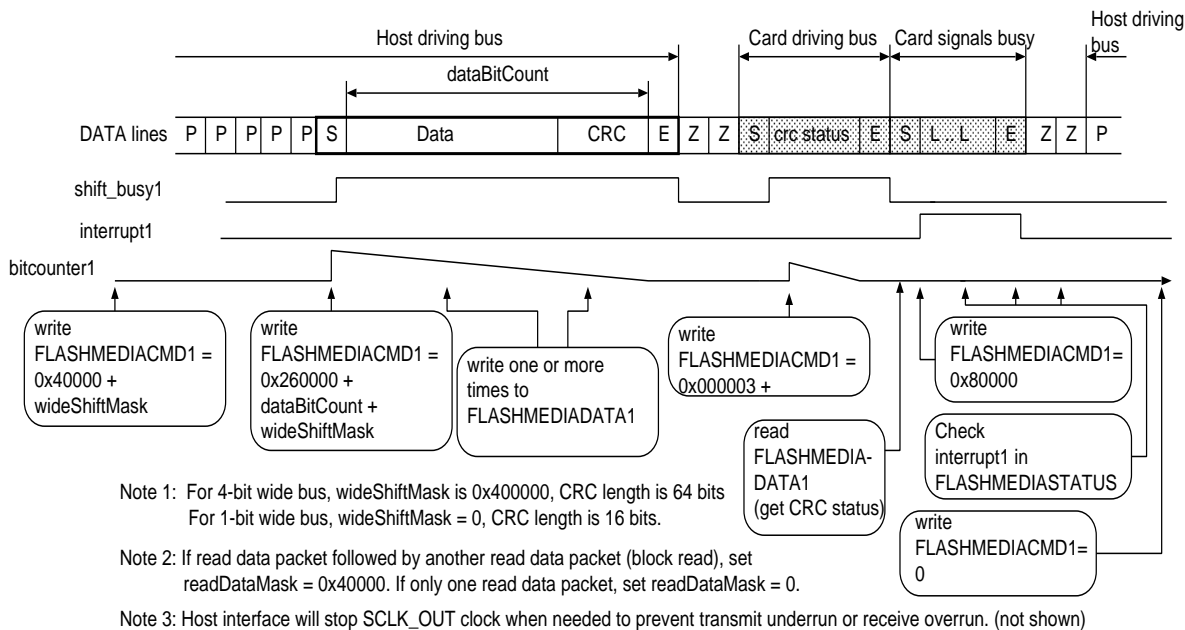 Host driving bus
Card driving bus
Card signals busy
Host driving
bus
dataBitCount
DATA lines P P P P P S Data CRC E Z Z S crc status E S L . . L E Z Z P
shift_busy1
interrupt1
bitcounter1
write
FLASHMEDIACMD1 =
0x40000 +
wideShiftMask
write
FLASHMEDIACMD1 =
0x260000 +
dataBitCount +
wideShiftMask
write one or more
times to
FLASHMEDIADATA1
write
FLASHMEDIACMD1 =
0x000003 +
write
FLASHMEDIACMD1=
0x80000
read
FLASHMEDIA-
DATA1
(get CRC status)
Check
interrupt1 in
FLASHMEDIASTATUS
write
FLASHMEDIACMD1=
0
Note 1: For 4-bit wide bus, wideShiftMask is 0x400000, CRC length is 64 bits
For 1-bit wide bus, wideShiftMask = 0, CRC length is 16 bits.
Note 2: If read data packet followed by another read data packet (block read), set
readDataMask = 0x40000. If only one read data packet, set readDataMask = 0.
Note 3: Host interface will stop SCLK_OUT clock when needed to prevent transmit underrun or receive overrun. (not shown)